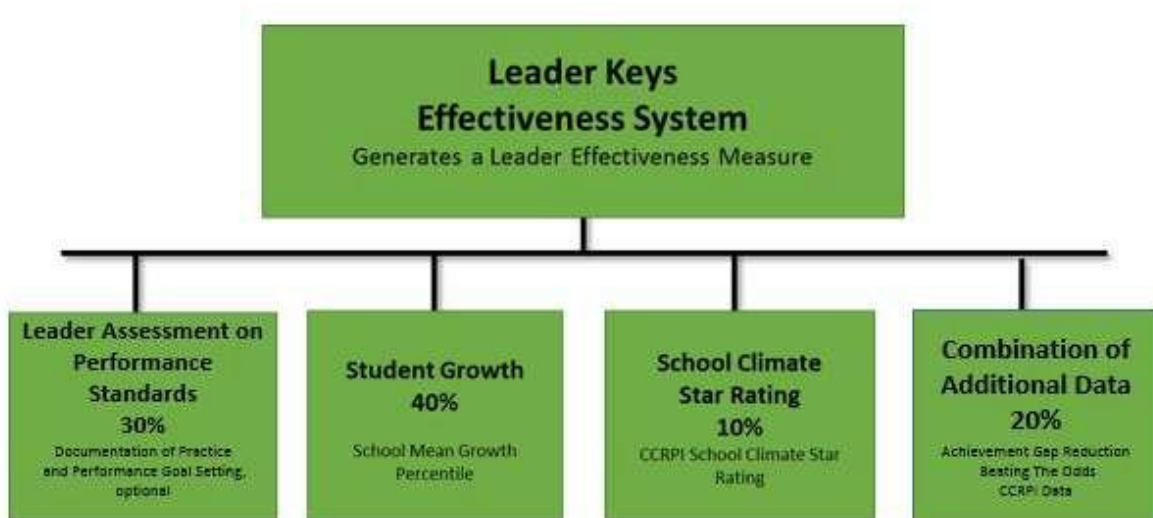 Leader Keys
Effectiveness System
Generates a Leader Effectiveness Measure
Leader Assessment on
Performance
Standards
30%
Documentation of Practice
and Performance Goal Setting,
optional
Student Growth
40%
School Mean Growth
Percentile
School Climate
Star Rating
10%
CCRPI School Climate Star
Rating
Combination of
Additional Data
20%
Achievement Gap Reduction
Beating The Odds
CCRPI Data